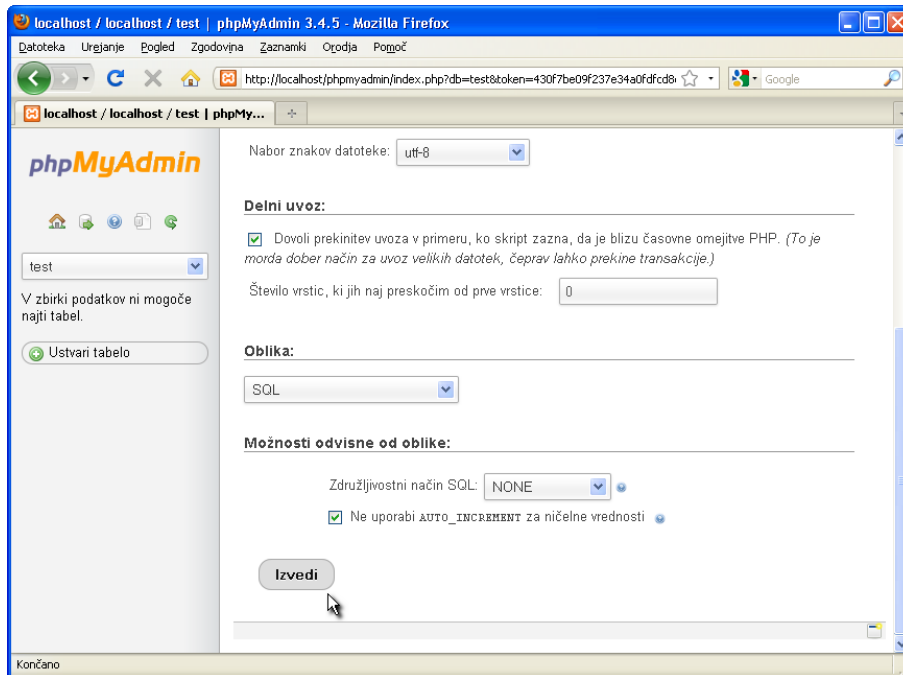 localhost / localhost / test | phpMyAdmin 3.4.5 - Mozilla Firefox
Datoteka Urejanje Pogled Zgodovina Zaznamki Orodja Pomoč
http://localhost/phpmyadmin/index.php?db=test&token=430f7be09f237e34a0fdfcd8
Google
localhost / localhost / test | phpMy...
phpMyAdmin
test
V zbirki podatkov ni mogoče
najti tabel.
Ustvari tabelo
Nabor znakov datoteke: utf-8
Delni uvoz:
Dovoli prekinitev uvoza v primeru, ko skript zazna, da je blizu časovne omejitve PHP. (To je
morda dober način za uvoz velikih datotek, čeprav lahko prekine transakcije.)
Število vrstic, ki jih naj preskočim od prve vrstice: 0
Oblika:
SQL
Možnosti odvisne od oblike:
Združljivostni način SQL: NONE
Ne uporabi AUTO_INCREMENT za ničelne vrednosti
Izvedi
Končano